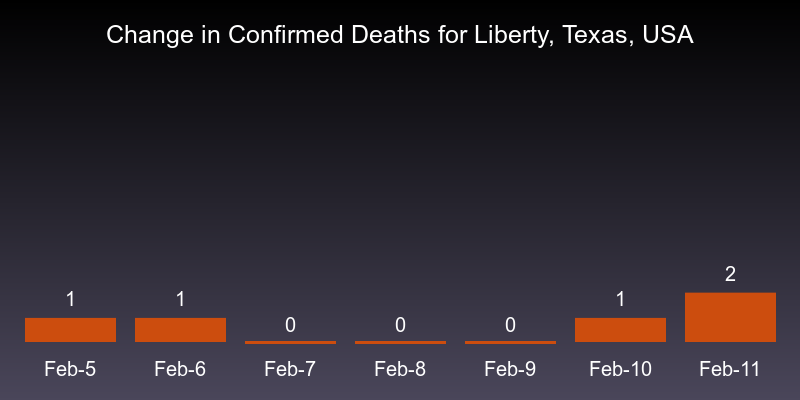 Change in Confirmed Deaths for Liberty, Texas, USA
2
1 1 0 0 0 1
Feb-5 Feb-6 Feb-7 Feb-8 Feb-9 Feb-10 Feb-11